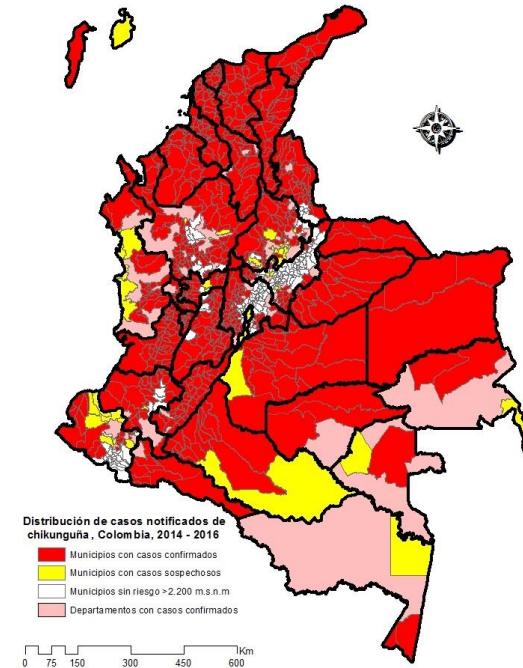 Distribución de casos notificados de
chikunguña, Colombia, 2014 - 2016
Municipios con casos confirmados
Municipios con casos sospechosos
Municipios sin riesgo >2.200 m.s.n.m
Departamentos con casos confirmados
0 75 150 300 450 600 Km